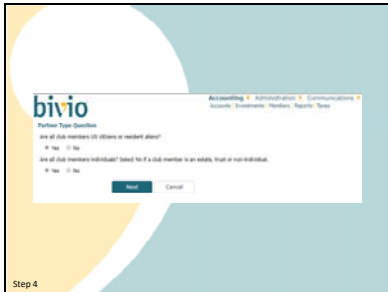 bivio
Accounting Administration Communications
Accounts Investments Members Reports Taxes
Partner Type Question
Are all club members US citizens or resident aliens?
Yes No
Are all club members individuals? Select No if a club member is an estate, trust or non-individual.
Yes No
Next Cancel
Step 4